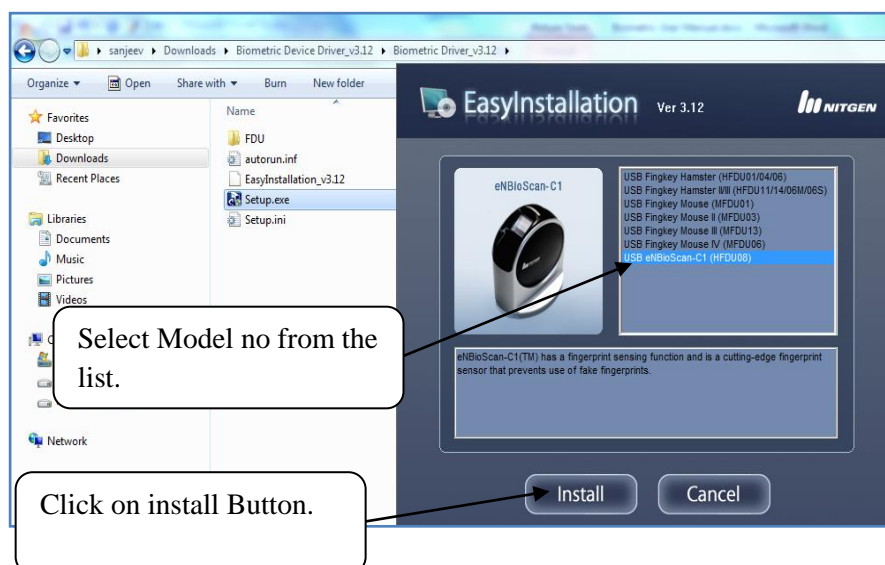 sanjeev ▸ Downloads ▸ Biometric Device Driver_v3.12 ▸ Biometric Driver_v3.12 ▸
Organize Open Share with Burn New folder
Favorites
Desktop
Downloads
Recent Places
Libraries
Documents
Music
Pictures
Videos
Network
Name
FDU
autorun.inf
EasyInstallation_v3.12
Setup.exe
Setup.ini
EasyInstallation Ver 3.12 NITGEN
eNBioScan-C1
USB Fingkey Hamster (HFDU01/04/06)
USB Fingkey Hamster II/III (HFDU11/14/06M/06S)
USB Fingkey Mouse (MFDU01)
USB Fingkey Mouse II (MFDU03)
USB Fingkey Mouse III (MFDU13)
USB Fingkey Mouse IV (MFDU06)
USB eNBioScan-C1 (HFDU08)
eNBioScan-C1(TM) has a fingerprint sensing function and is a cutting-edge fingerprint
sensor that prevents use of fake fingerprints.
Install Cancel
Select Model no from the
list.
Click on install Button.